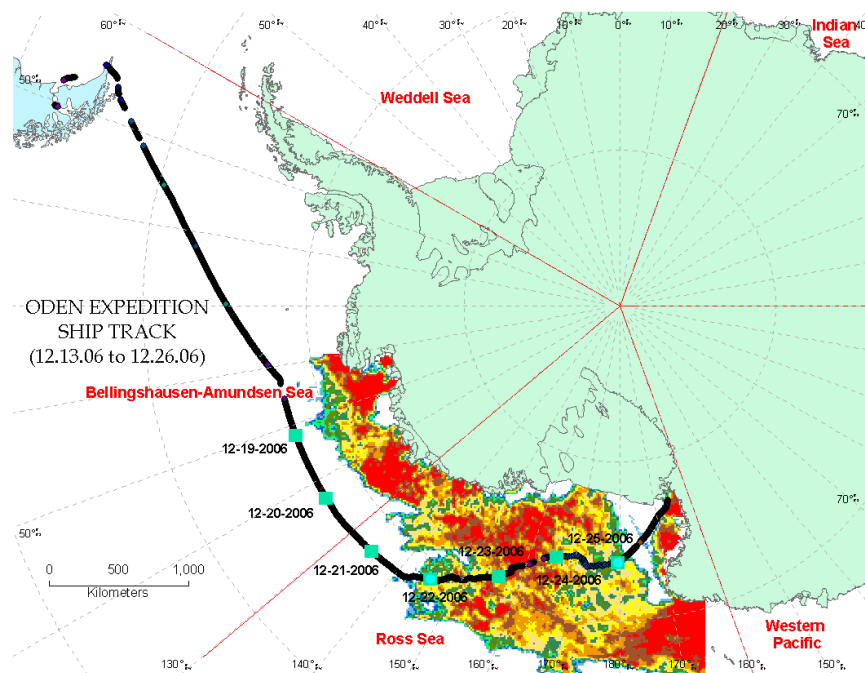 60°
50°
40°
30°
20°
10°
0°
10°
20°
30°
Indian
Sea
50°
Weddell Sea
70°
ODEN EXPEDITION
SHIP TRACK
(12.13.06 to 12.26.06)
Bellingshausen-Amundsen Sea
12-19-2006
12-20-2006
12-21-2006
12-22-2006
12-23-2006
12-24-2006
12-25-2006
70°
50°
0 500 1,000
Kilometers
Ross Sea
Western
Pacific
130°
140°
150°
160°
170°
180°
170°
160°
150°